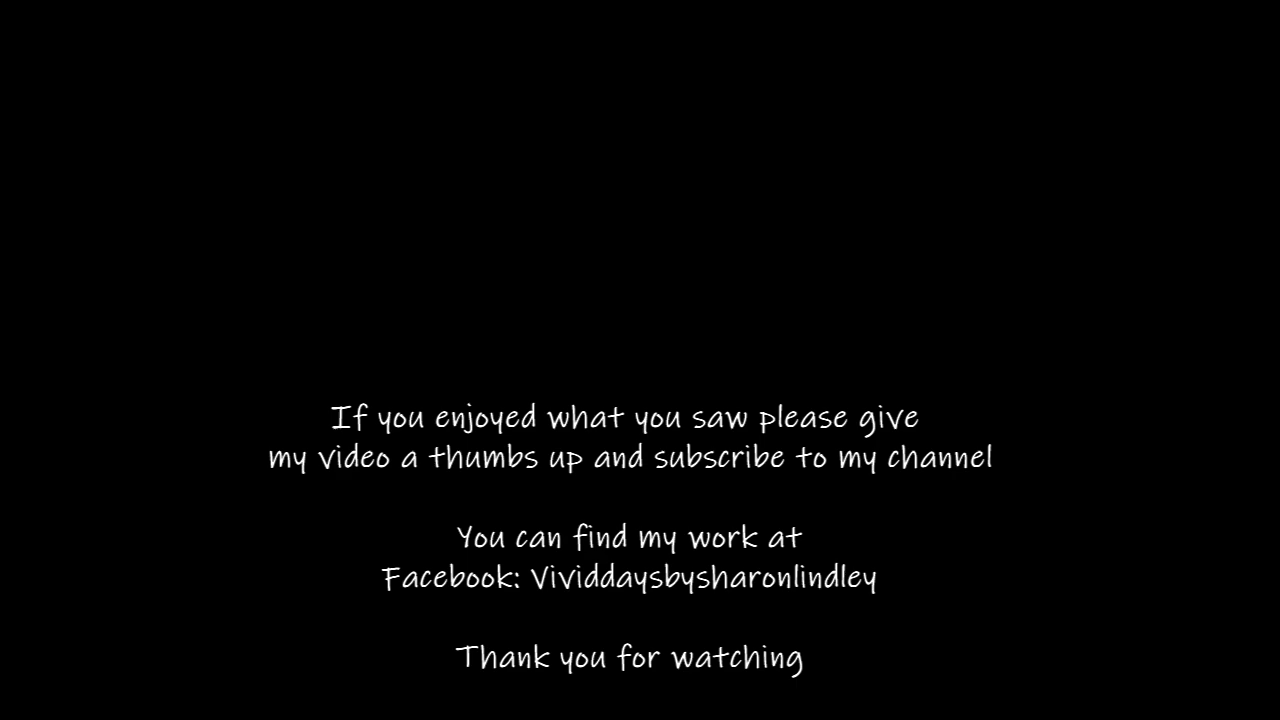 If you enjoyed what you saw please give
my video a thumbs up and subscribe to my channel
You can find my work at
Facebook: Vividdaysbysharonlindley
Thank you for watching